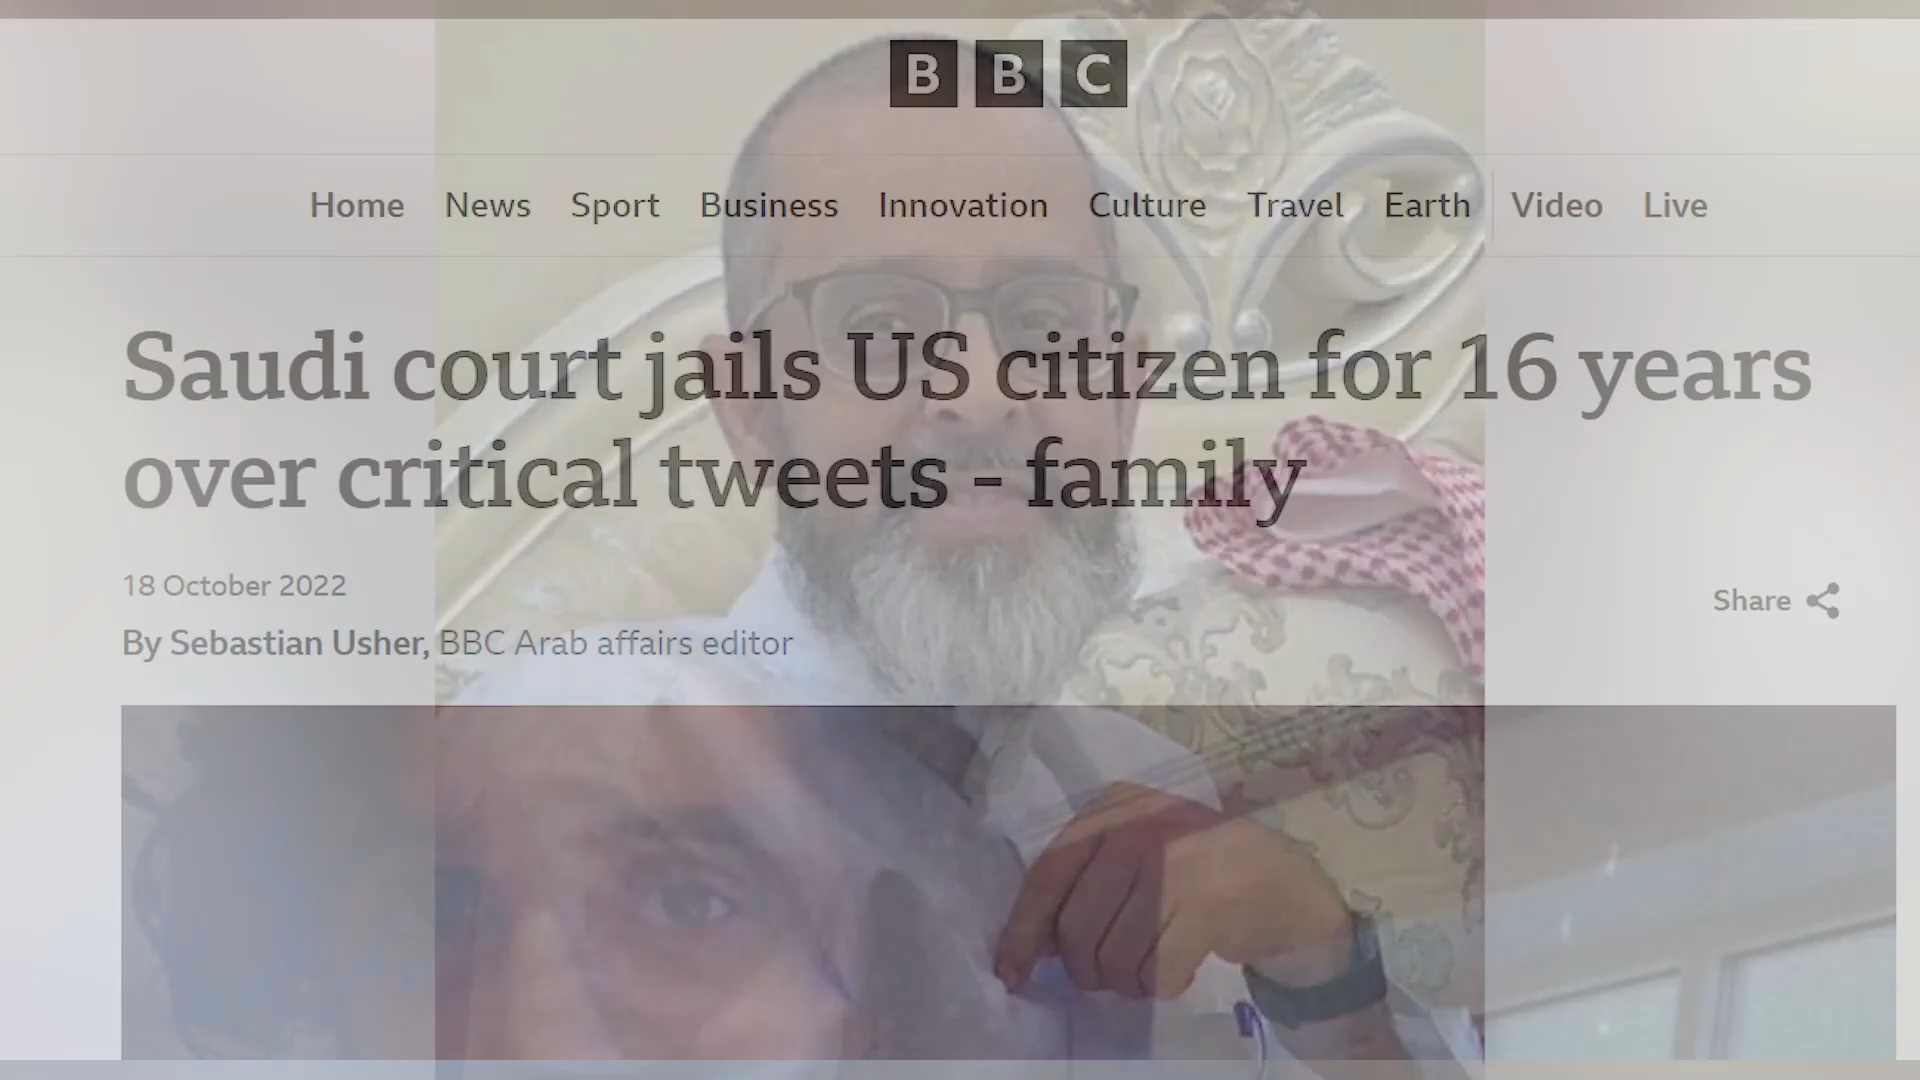 BBC
Home News Sport Business Innovation Culture Travel Earth Video Live
Saudi court jails US citizen for 16 years
over critical tweets - family
18 October 2022
Share
By Sebastian Usher, BBC Arab affairs editor